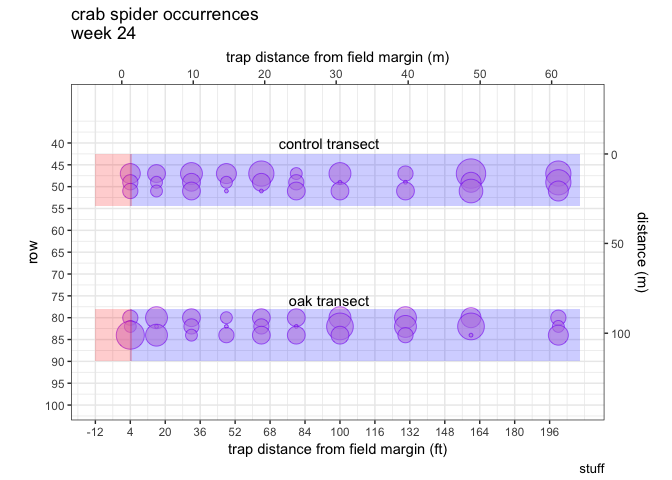 crab spider occurrences
week 24
trap distance from field margin (m)
0 10 20 30 40 50 60
control transect
oak transect
row
40
45
50
55
60
65
70
75
80
85
90
95
100
0
50
100
distance (m)
-12 4 20 36 52 68 84 100 116 132 148 164 180 196
trap distance from field margin (ft)
stuff